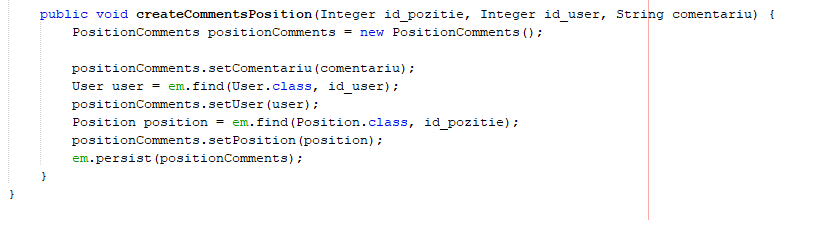 public void createCommentsPosition(Integer id_pozitie, Integer id_user, String comentariu) {
PositionComments positionComments = new PositionComments();
positionComments.setComentariu(comentariu);
User user = em.find(User.class, id_user);
positionComments.setUser(user);
Position position = em.find(Position.class, id_pozitie);
positionComments.setPosition(position);
em.persist(positionComments);
}
}